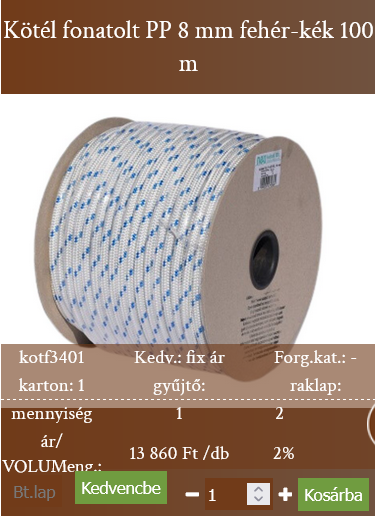 Kötél fonatolt PP 8 mm fehér-kék 100
m
kotf3401 Kedv.: fix ár Forg.kat.: -
karton: 1 gyűjtő: raklap:
mennyiség 1 2
ár/
VOLUMeng.: 13 860 Ft /db 2%
Bt.lap Kedvencbe 1 Kosárba